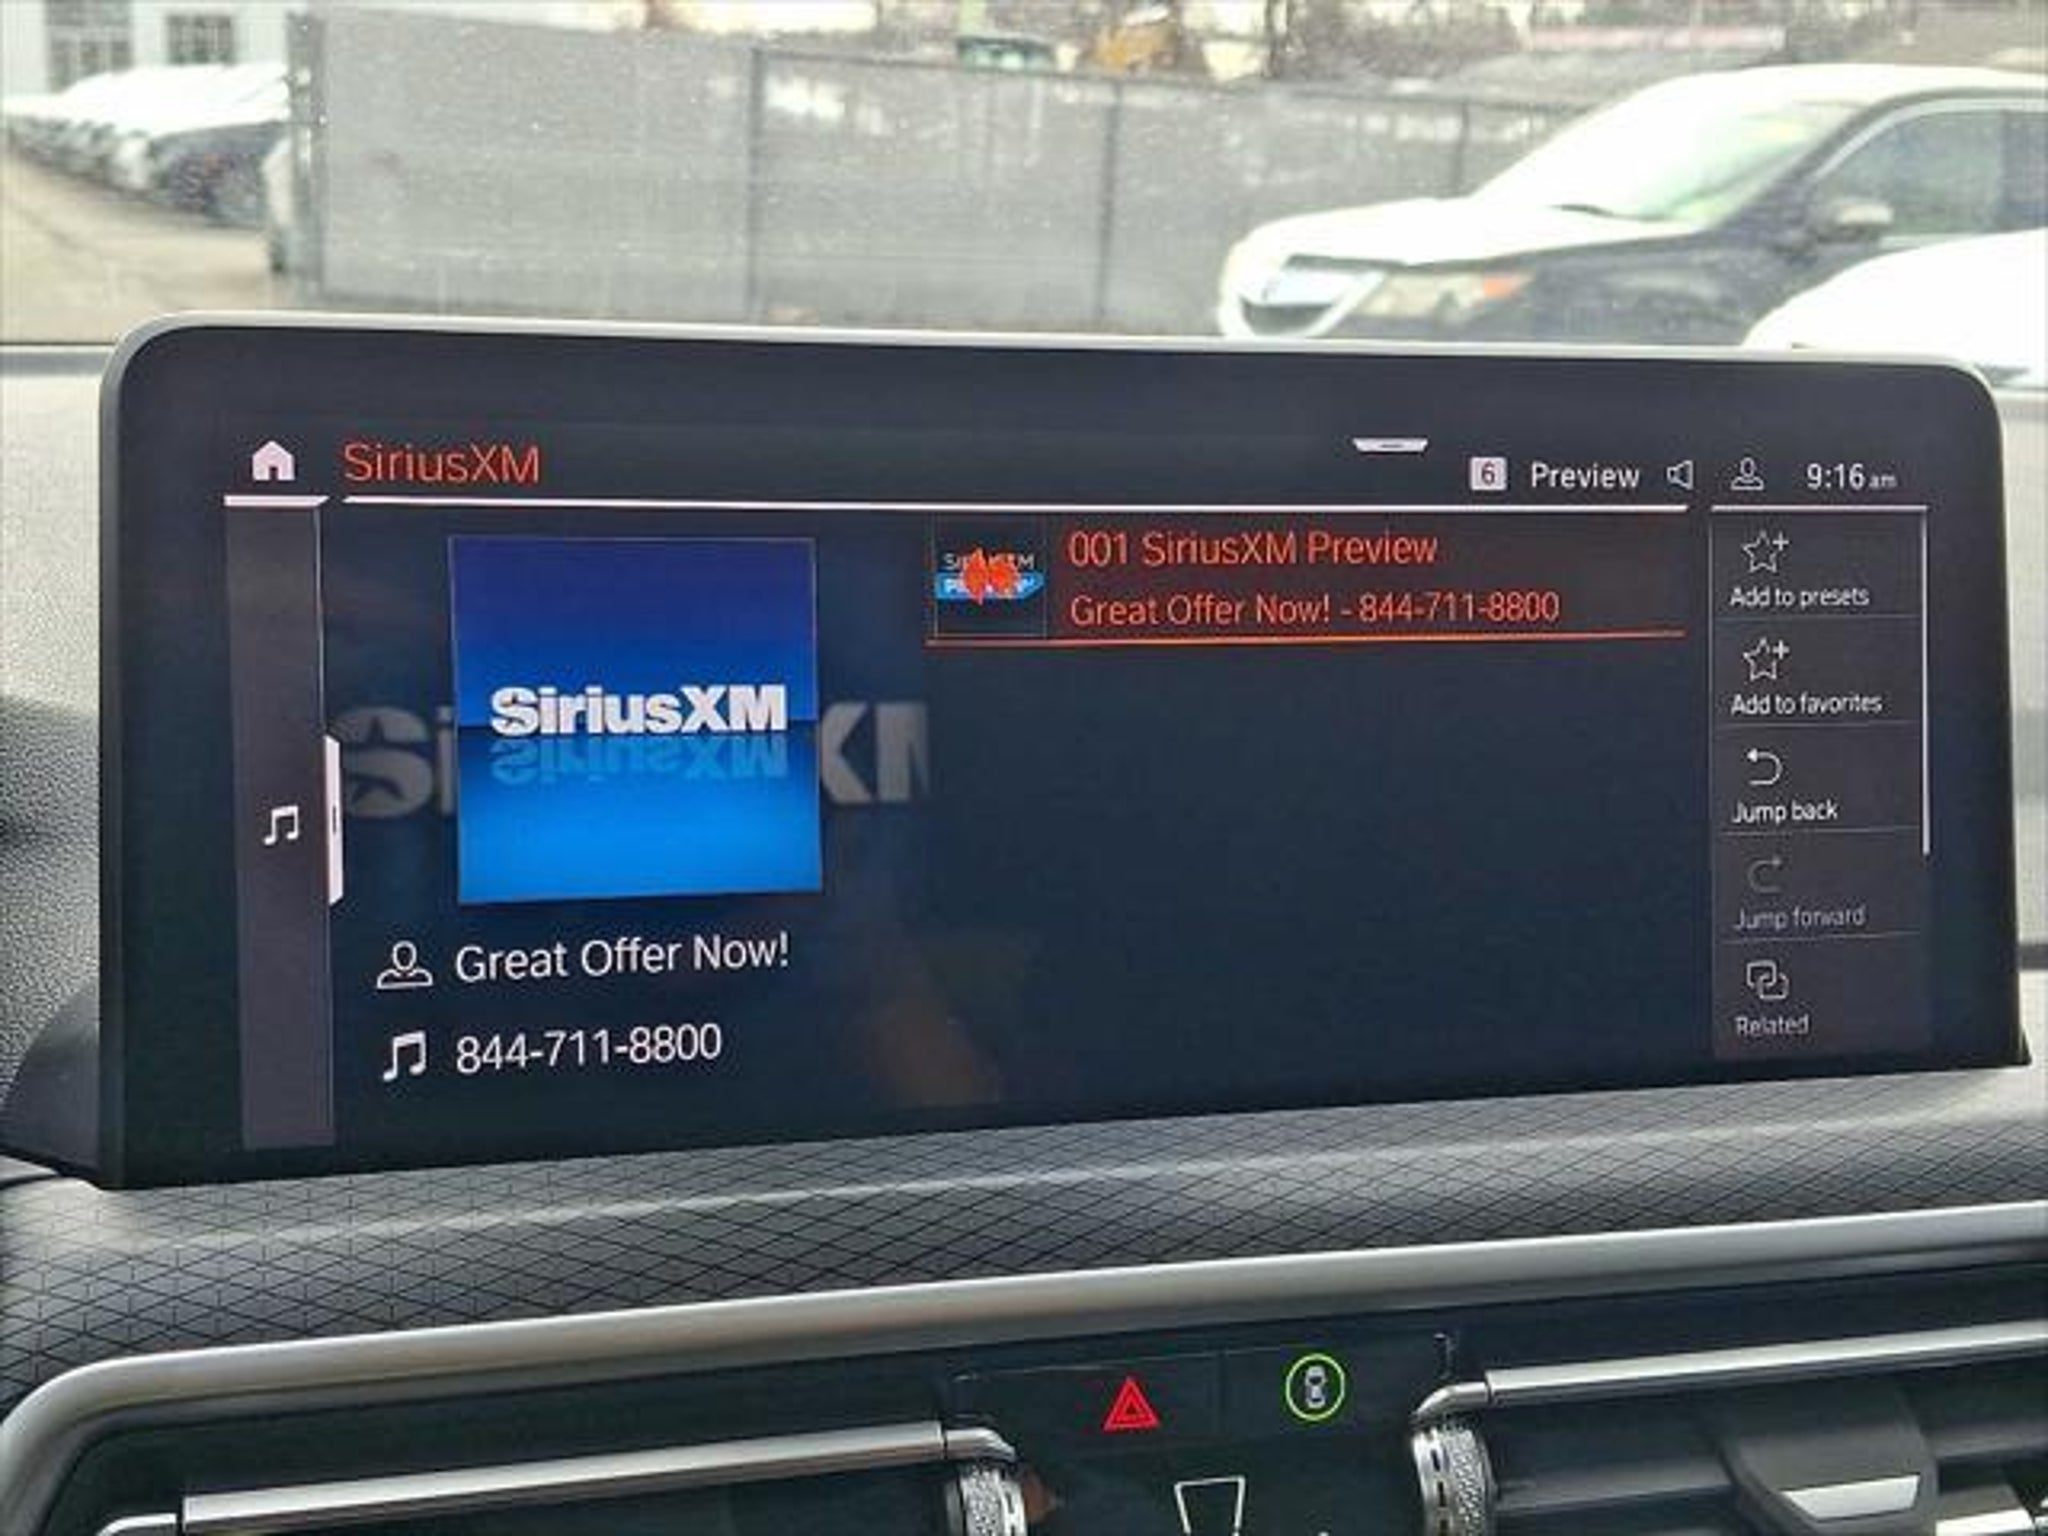 SiriusXM
6 Preview 9:16 am
SiriusXM
001 SiriusXM Preview
Great Offer Now! - 844-711-8800
Great Offer Now!
844-711-8800
Add to presets
Add to favorites
Jump back
Jump forward
Related